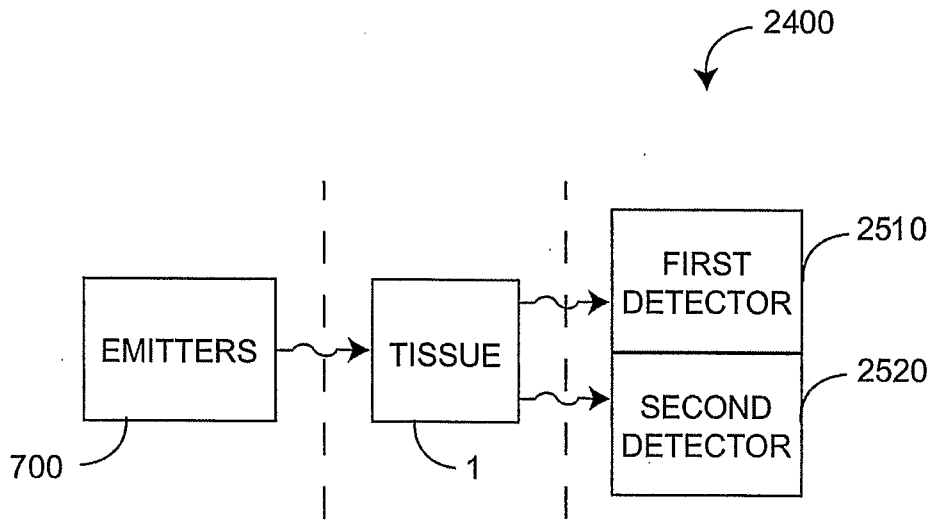 2400
2510
FIRST
DETECTOR
EMITTERS
TISSUE
2520
SECOND
DETECTOR
700
1